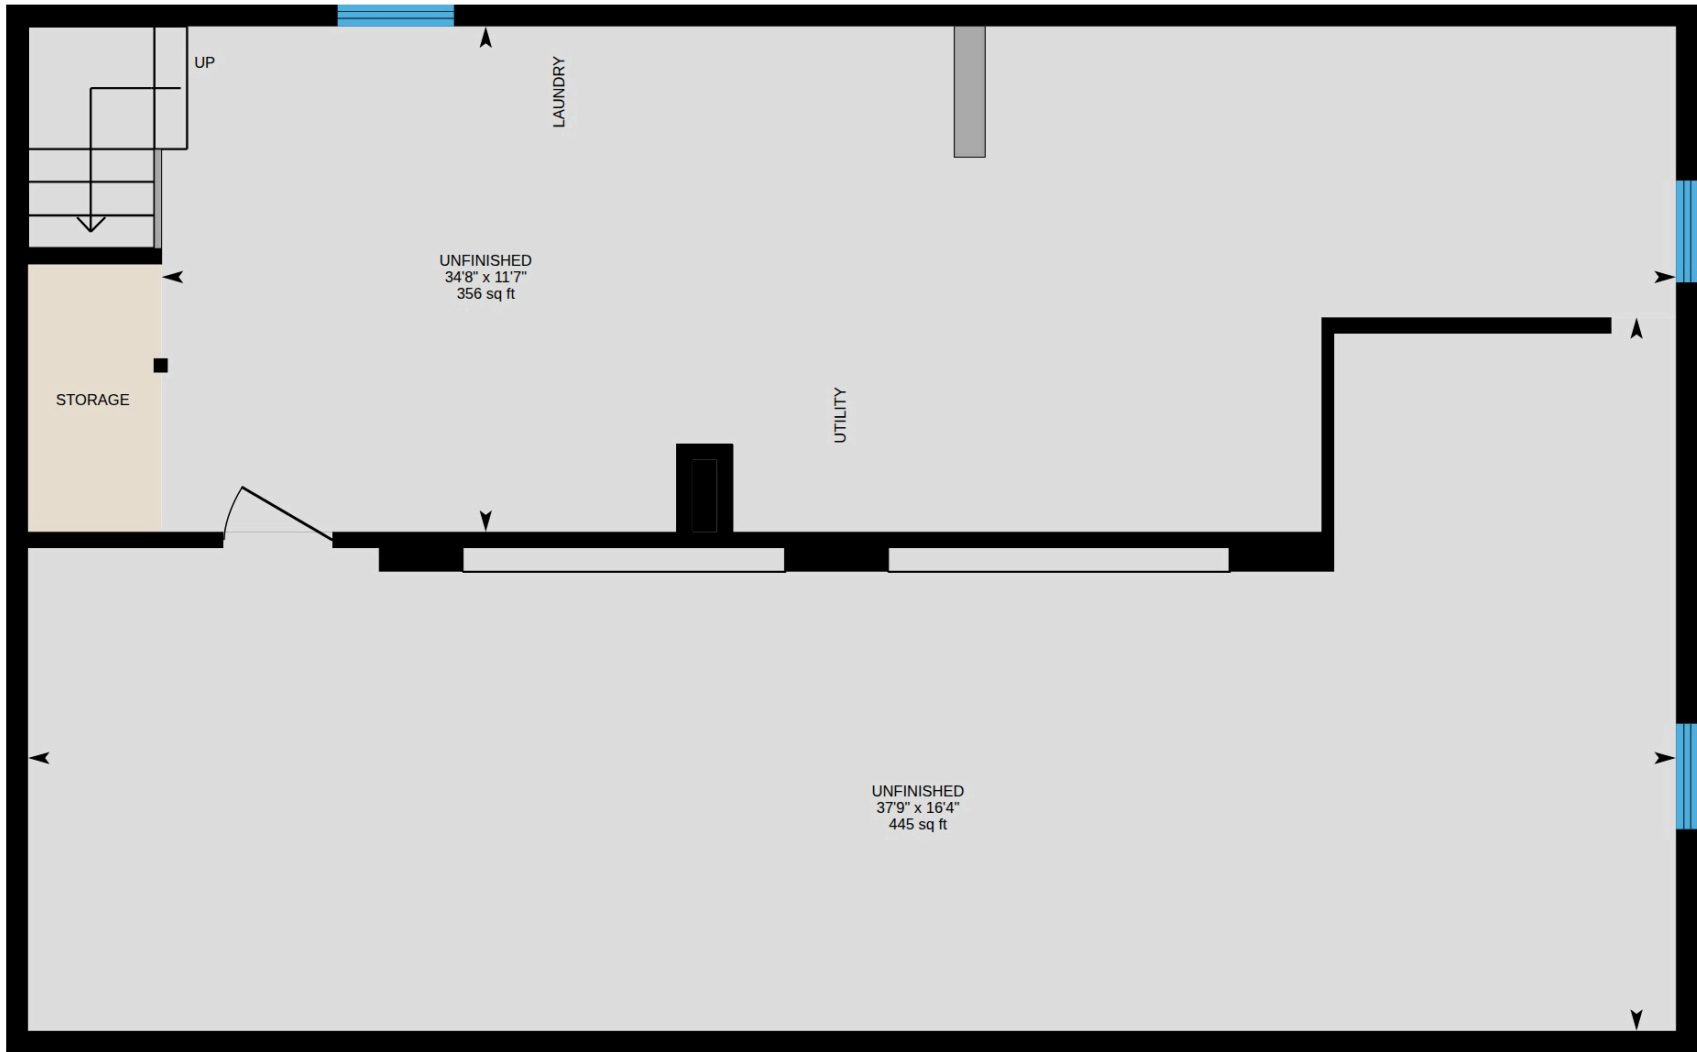 UP
LAUNDRY
UNFINISHED
34'8" x 11'7"
356 sq ft
STORAGE
UTILITY
UNFINISHED
37'9" x 16'4"
445 sq ft